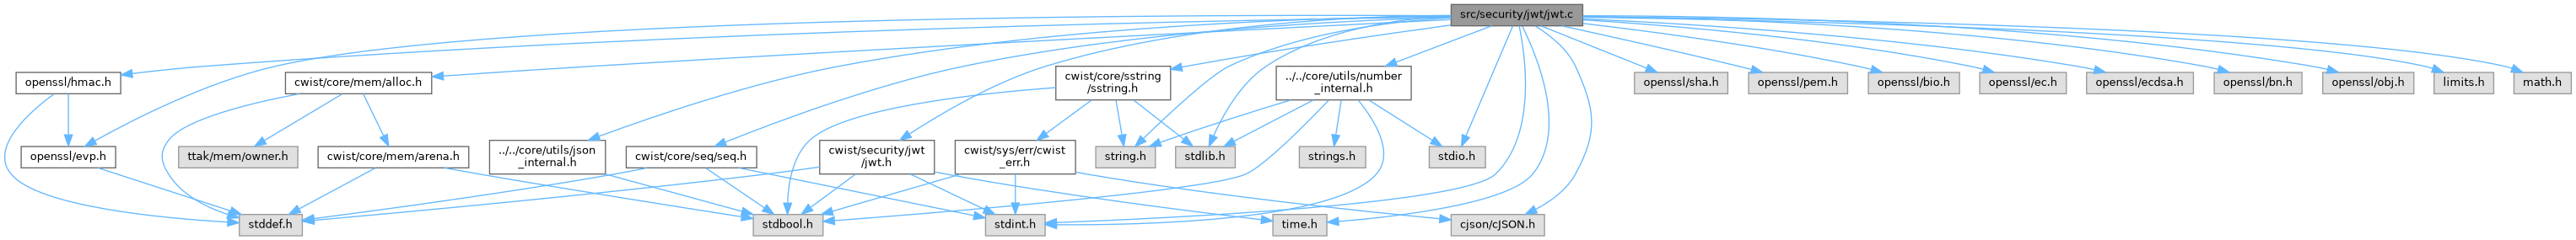 src/security/jwt/jwt.c
openssl/hmac.h
cwist/core/mem/alloc.h
cwist/core/sstring
/sstring.h
../../core/utils/number
_internal.h
openssl/sha.h
openssl/pem.h
openssl/bio.h
openssl/ec.h
openssl/ecdsa.h
openssl/bn.h
openssl/obj.h
limits.h
math.h
openssl/evp.h
ttak/mem/owner.h
cwist/core/mem/arena.h
../../core/utils/json
_internal.h
cwist/core/seq/seq.h
cwist/security/jwt
/jwt.h
cwist/sys/err/cwist
_err.h
string.h
stdlib.h
strings.h
stdio.h
stddef.h
stdbool.h
stdint.h
time.h
cjson/cJSON.h